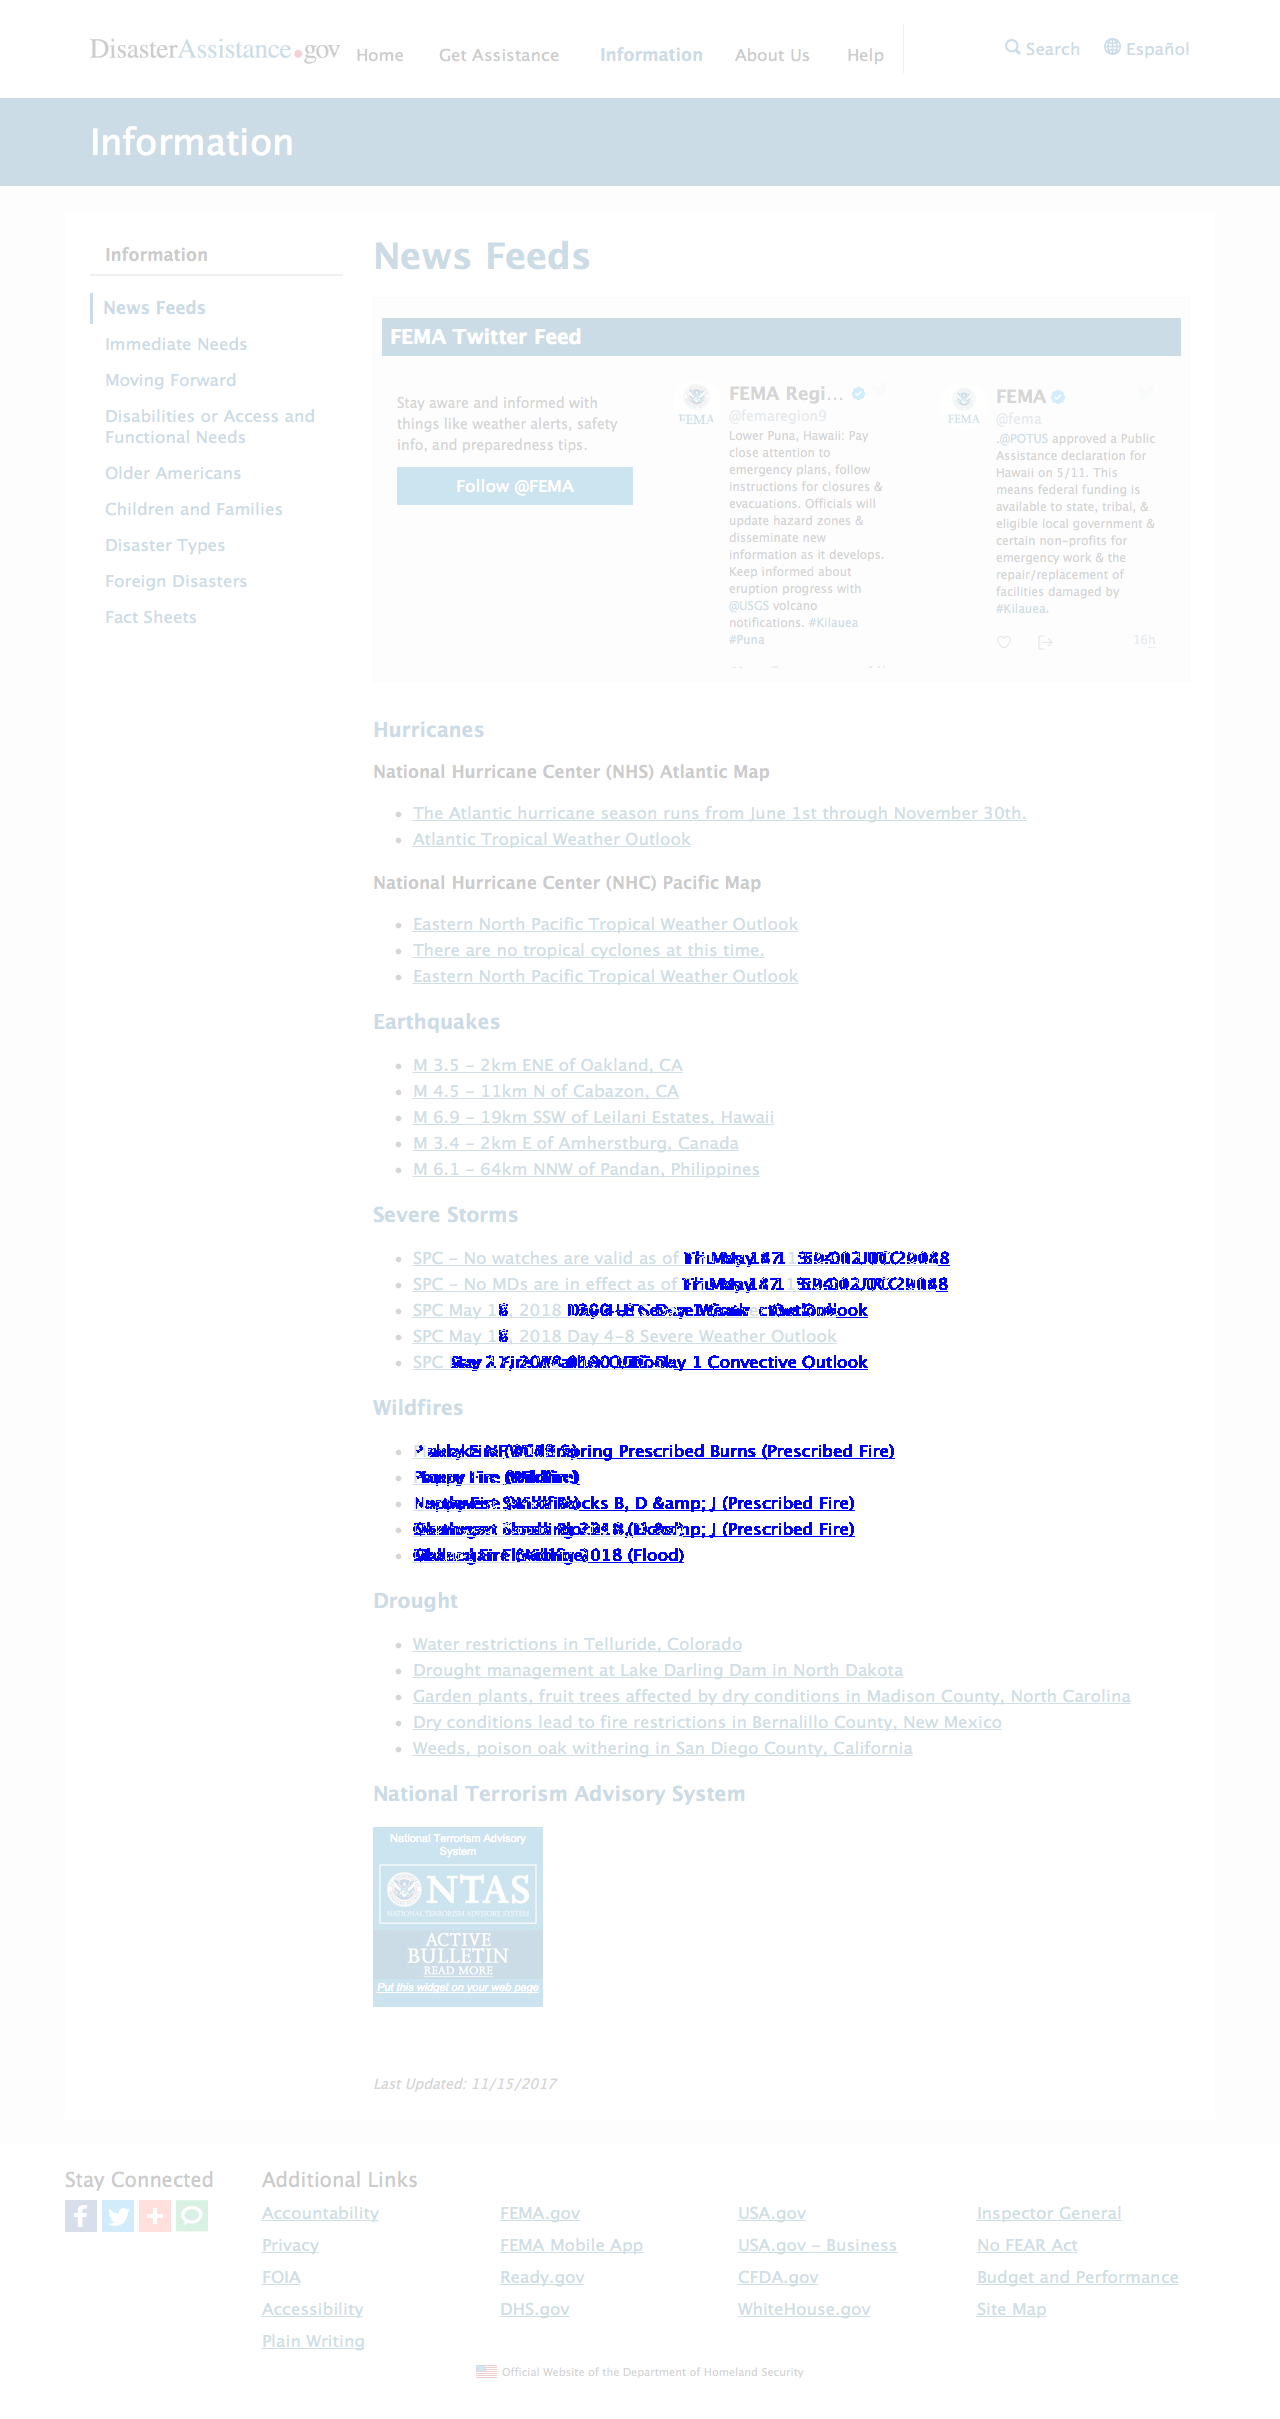 DisasterAssistance.gov
Home
Get Assistance
Information
About Us
Help
Search
Español
Information
Information
News Feeds
Immediate Needs
Moving Forward
Disabilities or Access and
Functional Needs
Older Americans
Children and Families
Disaster Types
Foreign Disasters
Fact Sheets
News Feeds
FEMA Twitter Feed
Stay aware and informed with
things like weather alerts, safety
info, and preparedness tips.
Follow @FEMA
FEMA
FEMA Regi...
@femaregion9
Lower Puna, Hawaii: Pay
close attention to
emergency plans, follow
instructions for closures &
evacuations. Officials will
update hazard zones &
disseminate new
information as it develops.
Keep informed about
eruption progress with
@USGS volcano
notifications. #Kilauea
#Puna
FEMA
FEMA
@fema
.@POTUS approved a Public
Assistance declaration for
Hawaii on 5/11. This
means federal funding is
available to state, tribal, &
eligible local government &
certain non-profits for
emergency work & the
repair/replacement of
facilities damaged by
#Kilauea.
16h
Hurricanes
National Hurricane Center (NHS) Atlantic Map
The Atlantic hurricane season runs from June 1st through November 30th.
Atlantic Tropical Weather Outlook
National Hurricane Center (NHC) Pacific Map
Eastern North Pacific Tropical Weather Outlook
There are no tropical cyclones at this time.
Eastern North Pacific Tropical Weather Outlook
Earthquakes
M 3.5 - 2km ENE of Oakland, CA
M 4.5 - 11km N of Cabazon, CA
M 6.9 - 19km SSW of Leilani Estates, Hawaii
M 3.4 - 2km E of Amherstburg, Canada
M 6.1 - 64km NNW of Pandan, Philippines
Severe Storms
SPC - No watches are valid as of
SPC - No MDs are in effect as of
SPC May 2018 Outlook
SPC May 2018 Day 4-8 Severe Weather Outlook
SPC Day 1 Convective Outlook
Wildfires
Spring Prescribed Burns (Prescribed Fire)
Fire
Blocks B, D &amp; J (Prescribed Fire)
&amp; J (Prescribed Fire)
2018 (Flood)
Drought
Water restrictions in Telluride, Colorado
Drought management at Lake Darling Dam in North Dakota
Garden plants, fruit trees affected by dry conditions in Madison County, North Carolina
Dry conditions lead to fire restrictions in Bernalillo County, New Mexico
Weeds, poison oak withering in San Diego County, California
National Terrorism Advisory System
National Terrorism Advisory
System
NTAS
NATIONAL TERRORISM ADVISORY SYSTEM
ACTIVE
BULLETIN
READ MORE
Put this widget on your web page
Last Updated: 11/15/2017
Stay Connected
Additional Links
Accountability
FEMA.gov
USA.gov
Inspector General
Privacy
FEMA Mobile App
USA.gov - Business
No FEAR Act
FOIA
Ready.gov
CFDA.gov
Budget and Performance
Accessibility
DHS.gov
WhiteHouse.gov
Site Map
Plain Writing
Official Website of the Department of Homeland Security